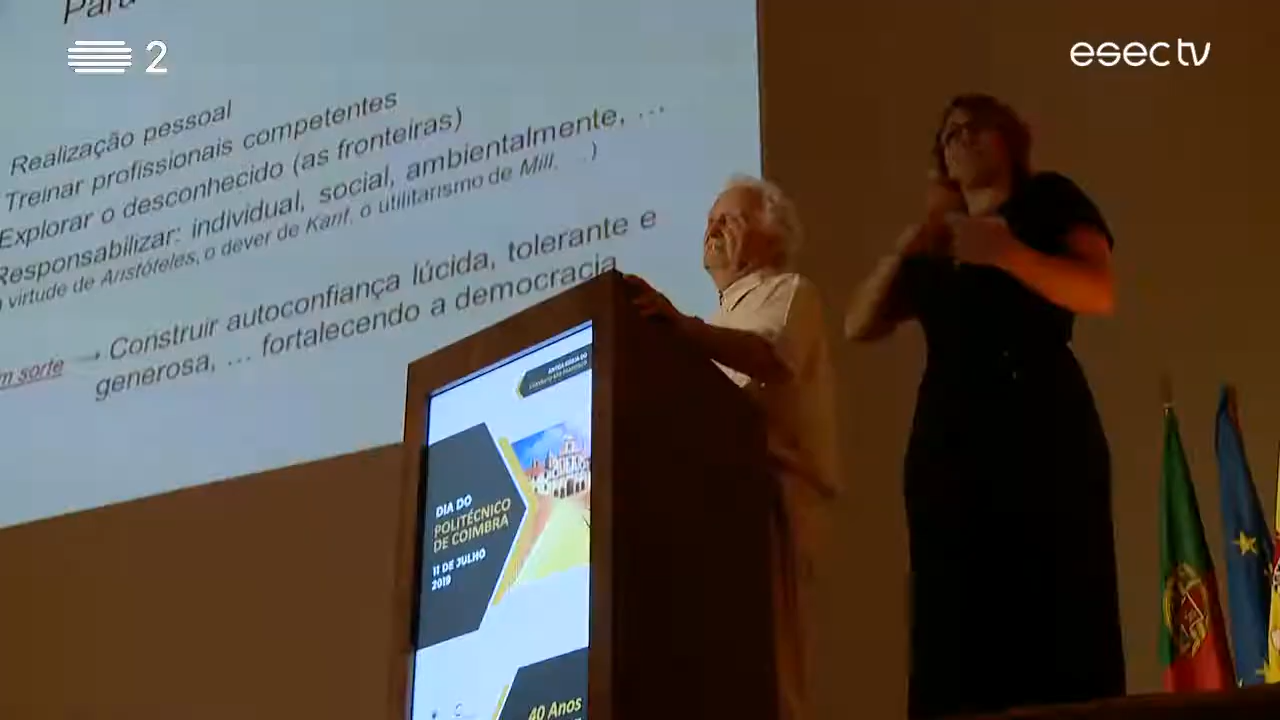 2
esectv
Realização pessoal
Treinar profissionais competentes
Explorar o desconhecido (as fronteiras)
Responsabilizar: individual, social, ambientalmente, ...
virtude de Aristóteles, o dever de Kant, o utilitarismo de Mill, ...)
sorte → Construir autoconfiança lúcida, tolerante e
generosa, ... fortalecendo a democracia
DIA DO
POLITÉCNICO
DE COIMBRA
11 DE JULHO
2019
40 Anos